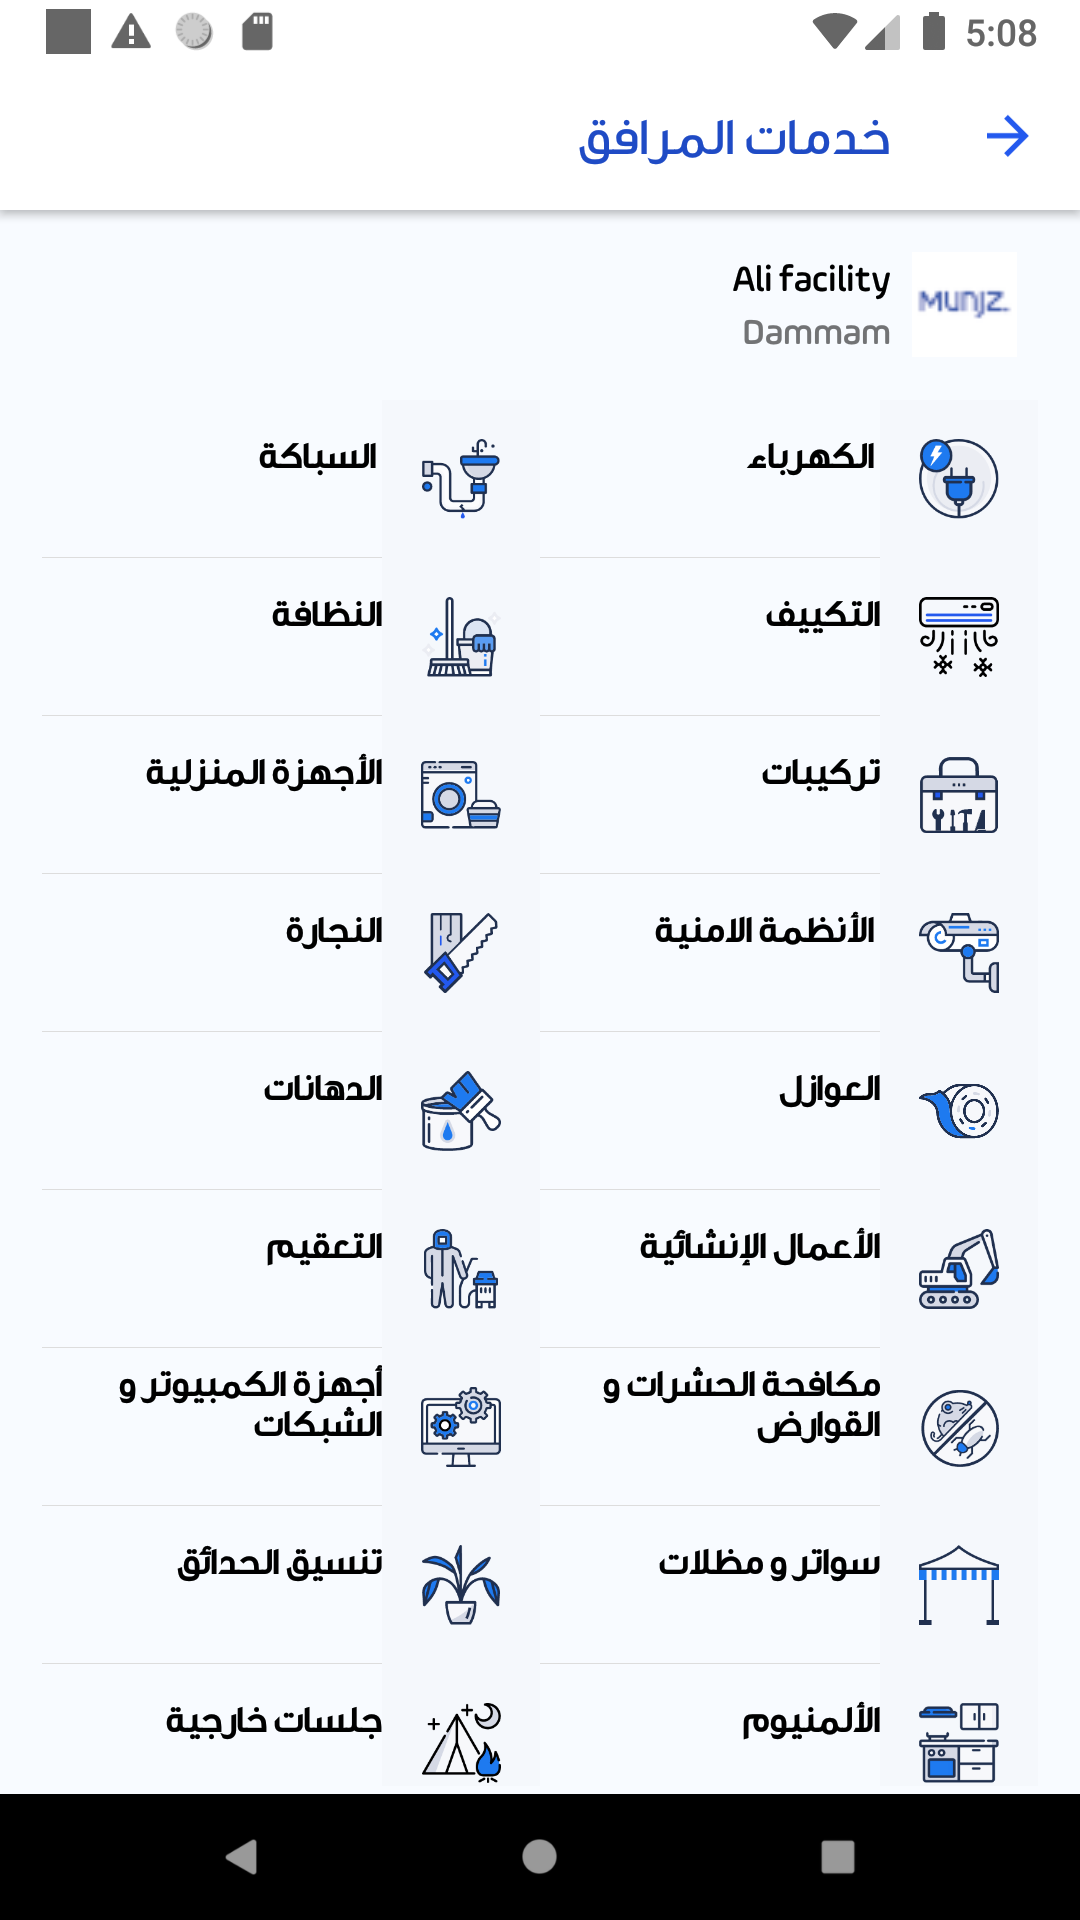 5:08
خدمات المرافق
Ali facility
MUNJZ.
Dammam
الكهرباء
السباكة
التكييف
النظافة
تركيبات
الأجهزة المنزلية
الأنظمة الامنية
النجارة
العوازل
الدهانات
الأعمال الإنشائية
التعقيم
مكافحة الحشرات و
القوارض
أجهزة الكمبيوتر و
الشبكات
سواتر و مظلات
تنسيق الحدائق
الألمنيوم
جلسات خارجية